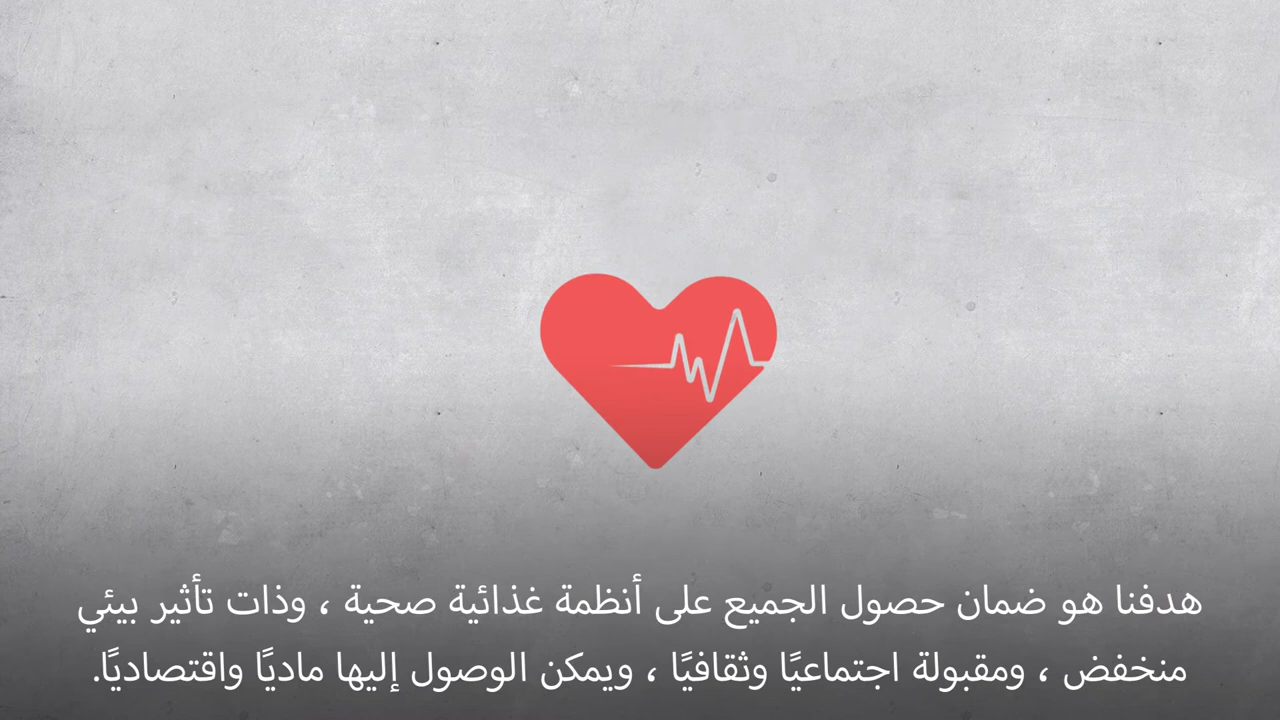 هدفنا هو ضمان حصول الجميع على أنظمة غذائية صحية ، وذات تأثير بيئي
منخفض ، ومقبولة اجتماعيًا وثقافيًا ، ويمكن الوصول إليها ماديًا واقتصاديًا.